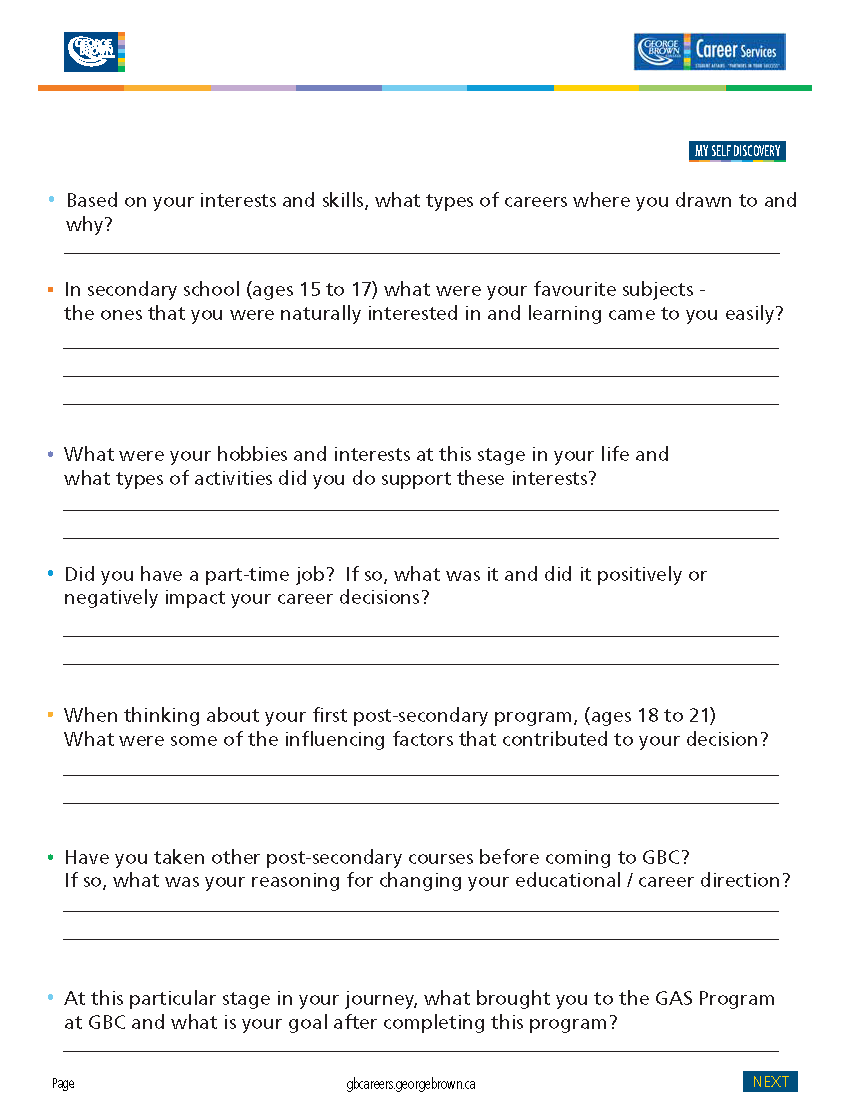 GEORGE
BROWN
GEORGE
BROWN
COLLEGE
Career Services
STUDENT AFFAIRS "PARTNERS IN YOUR SUCCESS"
MY SELF DISCOVERY
• Based on your interests and skills, what types of careers where you drawn to and
why?
▪ In secondary school (ages 15 to 17) what were your favourite subjects -
the ones that you were naturally interested in and learning came to you easily?
• What were your hobbies and interests at this stage in your life and
what types of activities did you do support these interests?
• Did you have a part-time job?  If so, what was it and did it positively or
negatively impact your career decisions?
▪ When thinking about your first post-secondary program, (ages 18 to 21)
What were some of the influencing factors that contributed to your decision?
• Have you taken other post-secondary courses before coming to GBC?
If so, what was your reasoning for changing your educational / career direction?
• At this particular stage in your journey, what brought you to the GAS Program
at GBC and what is your goal after completing this program?
Page
gbcareers.georgebrown.ca
NEXT